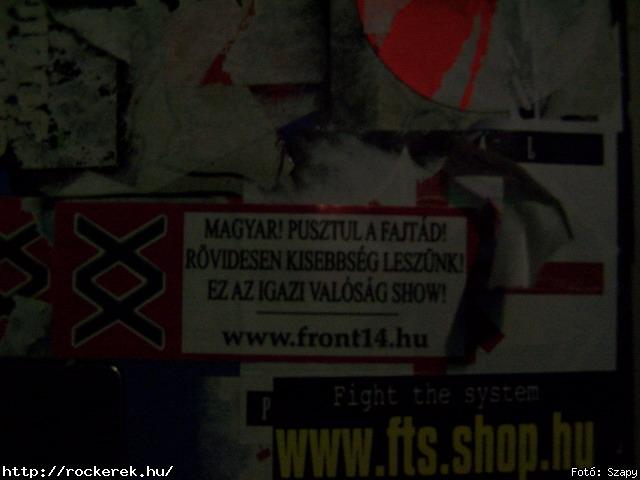 MAGYAR! PUSZTUL A FAJTÁD!
RÖVIDESEN KISEBBSÉG LESZÜNK!
EZ AZ IGAZI VALÓSÁG SHOW!
www.front14.hu
P
Fight the system
www.fts.shop.hu
http://rockerek.hu/
Fotó: Szapy